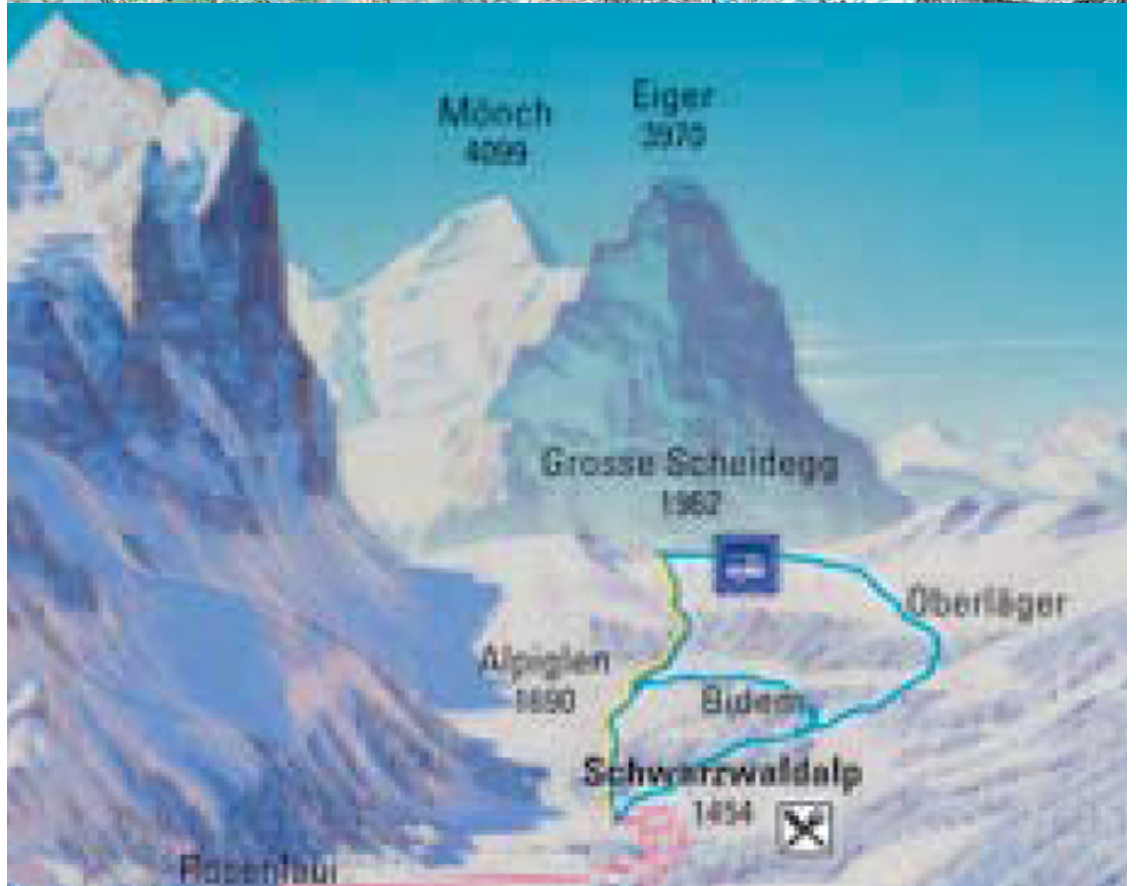 Mönch
4099
Eiger
3970
Grosse Scheidegg
1962
Oberläger
Alpiglen
1690
Bidem
Schwarzwaldalp
1454
Rosenlaui